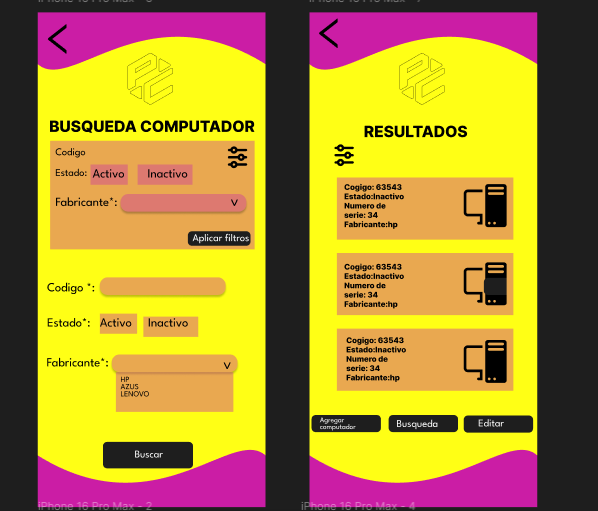 BUSQUEDA COMPUTADOR
Codigo
Estado: Activo Inactivo
Fabricante*: v
Aplicar filtros
Codigo *:
Estado*: Activo Inactivo
Fabricante*: v
HP
AZUS
LENOVO
Buscar
iPhone 16 Pro Max - 2
RESULTADOS
Cogigo: 63543
Estado:Inactivo
Numero de
serie: 34
Fabricante:hp
Cogigo: 63543
Estado:Inactivo
Numero de
serie: 34
Fabricante:hp
Cogigo: 63543
Estado:Inactivo
Numero de
serie: 34
Fabricante:hp
Agregar
computador
Busqueda
Editar
iPhone 16 Pro Max - 4